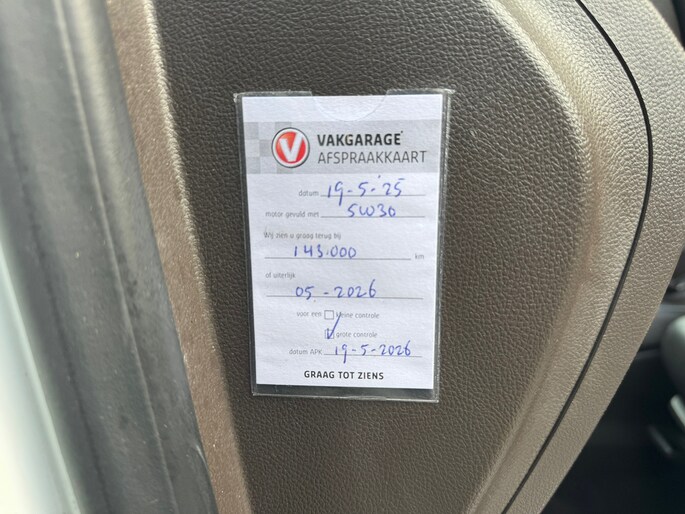 V VAKGARAGE
AFSPRAAKKAART
datum 19-5-'25
motor gevuld met 5W30
Wij zien u graag terug bij
143.000 km
of uiterlijk
05-2026
voor een kleine controle
grote controle
datum APK 19-5-2026
GRAAG TOT ZIENS